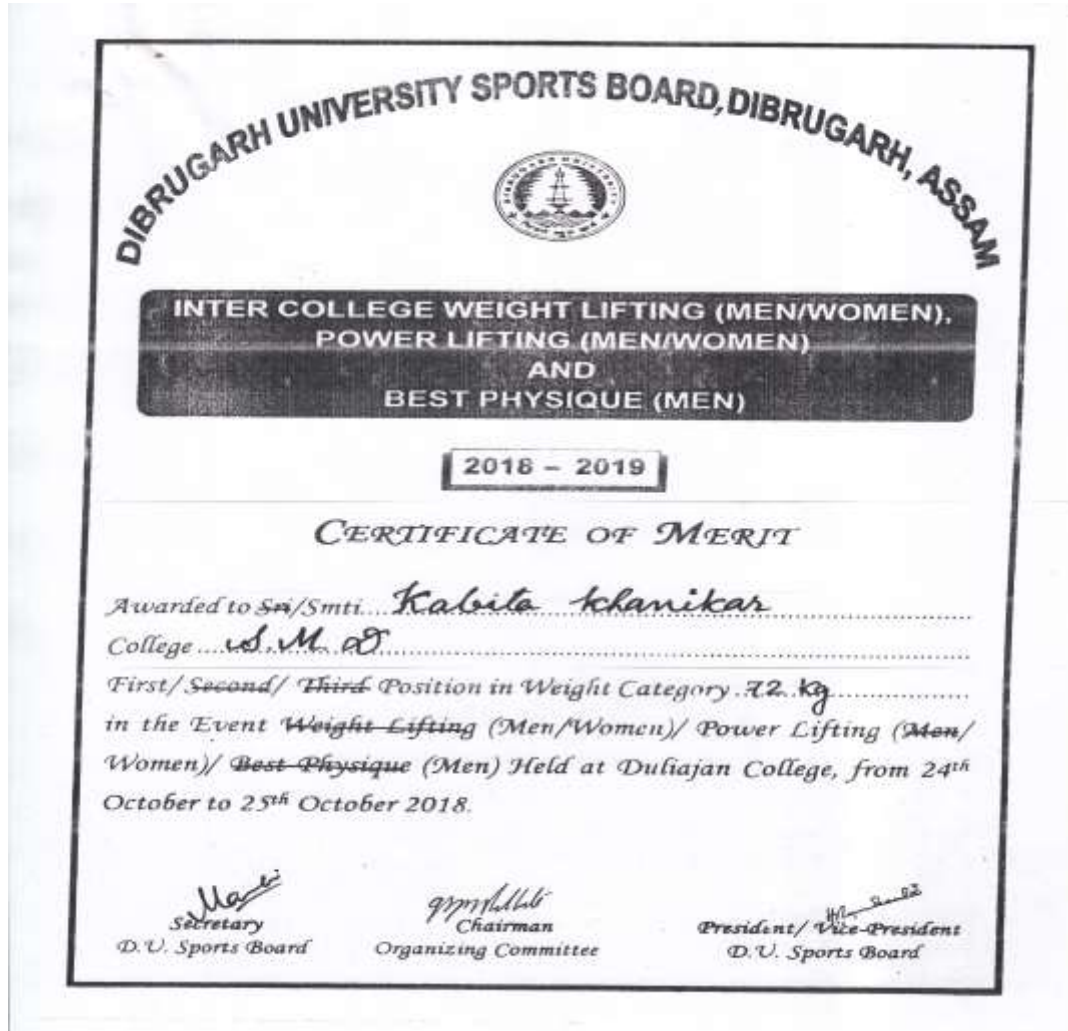 DIBRUGARH UNIVERSITY SPORTS BOARD, DIBRUGARH, ASSAM
DIBRUGARH UNIVERSITY
INTER COLLEGE WEIGHT LIFTING (MEN/WOMEN),
POWER LIFTING (MEN/WOMEN)
AND
BEST PHYSIQUE (MEN)
2018 – 2019
CERTIFICATE OF MERIT
Awarded to Sri/Smti....Kabita Khanikar
College.....S.M.D
First/ Second/ Third Position in Weight Category..72 kg
in the Event Weight Lifting (Men/Women)/ Power Lifting (Men/
Women)/ Best Physique (Men) Held at Duliajan College, from 24th
October to 25th October 2018.
Secretary
D.U. Sports Board
Chairman
Organizing Committee
President/ Vice-President
D.U. Sports Board